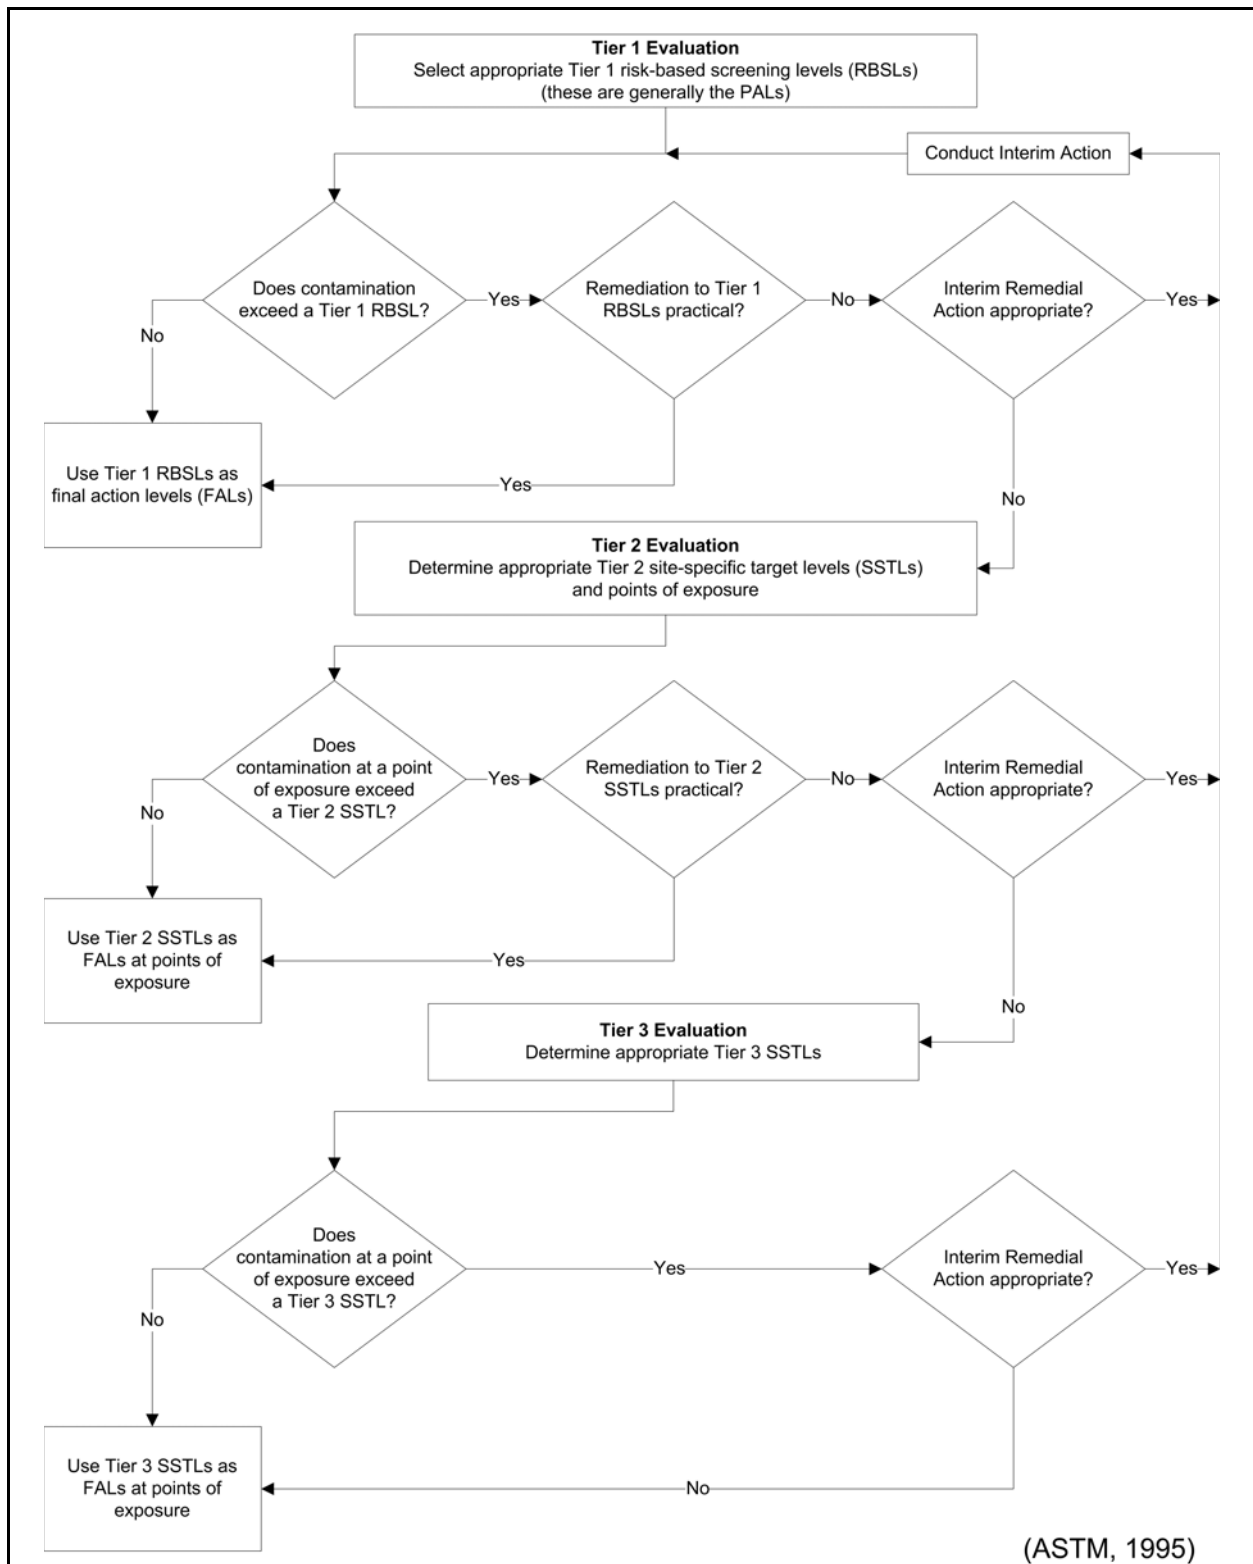 Tier 1 Evaluation
Select appropriate Tier 1 risk-based screening levels (RBSLs)
(these are generally the PALs)
Conduct Interim Action
Does contamination
exceed a Tier 1 RBSL?
Yes
Remediation to Tier 1
RBSLs practical?
No
Interim Remedial
Action appropriate?
Yes
No
Use Tier 1 RBSLs as
final action levels (FALs)
Yes
No
Tier 2 Evaluation
Determine appropriate Tier 2 site-specific target levels (SSTLs)
and points of exposure
Does
contamination at a point
of exposure exceed
a Tier 2 SSTL?
Yes
Remediation to Tier 2
SSTLs practical?
No
Interim Remedial
Action appropriate?
Yes
No
Use Tier 2 SSTLs as
FALs at points of
exposure
Yes
No
Tier 3 Evaluation
Determine appropriate Tier 3 SSTLs
Does
contamination at a point
of exposure exceed
a Tier 3 SSTL?
Yes
Interim Remedial
Action appropriate?
Yes
No
Use Tier 3 SSTLs as
FALs at points of
exposure
No
(ASTM, 1995)